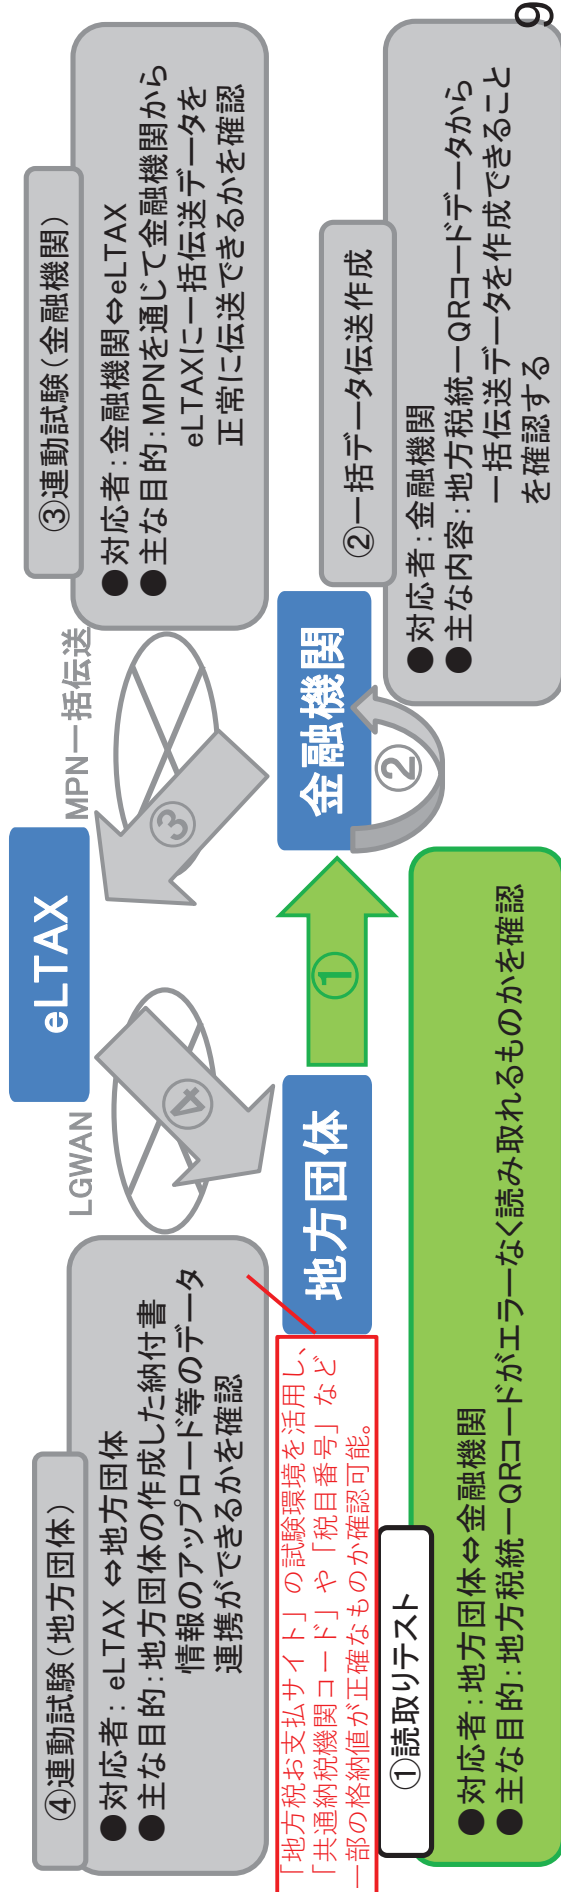 ④連動試験(地方団体)
●対応者: eLTAX ⇔地方団体
●主な目的:地方団体の作成した納付書
情報のアップロード等のデータ
連携ができるかを確認
LGWAN
④
eLTAX
MPN一括伝送
③
③連動試験(金融機関)
●対応者:金融機関⇔eLTAX
●主な目的:MPNを通じて金融機関から
eLTAXに一括伝送データを
正常に伝送できるかを確認
「地方税お支払サイト」の試験環境を活用し、
「共通納税機関コード」や「税目番号」など
一部の格納値が正確なものか確認可能。
地方団体
①
金融機関
②
①読取りテスト
●対応者:地方団体⇔金融機関
●主な目的:地方税統一QRコードがエラーなく読み取れるものかを確認
②一括データ伝送作成
●対応者:金融機関
●主な内容:地方税統一QRコードデータから
一括伝送データを作成できること
を確認する
9